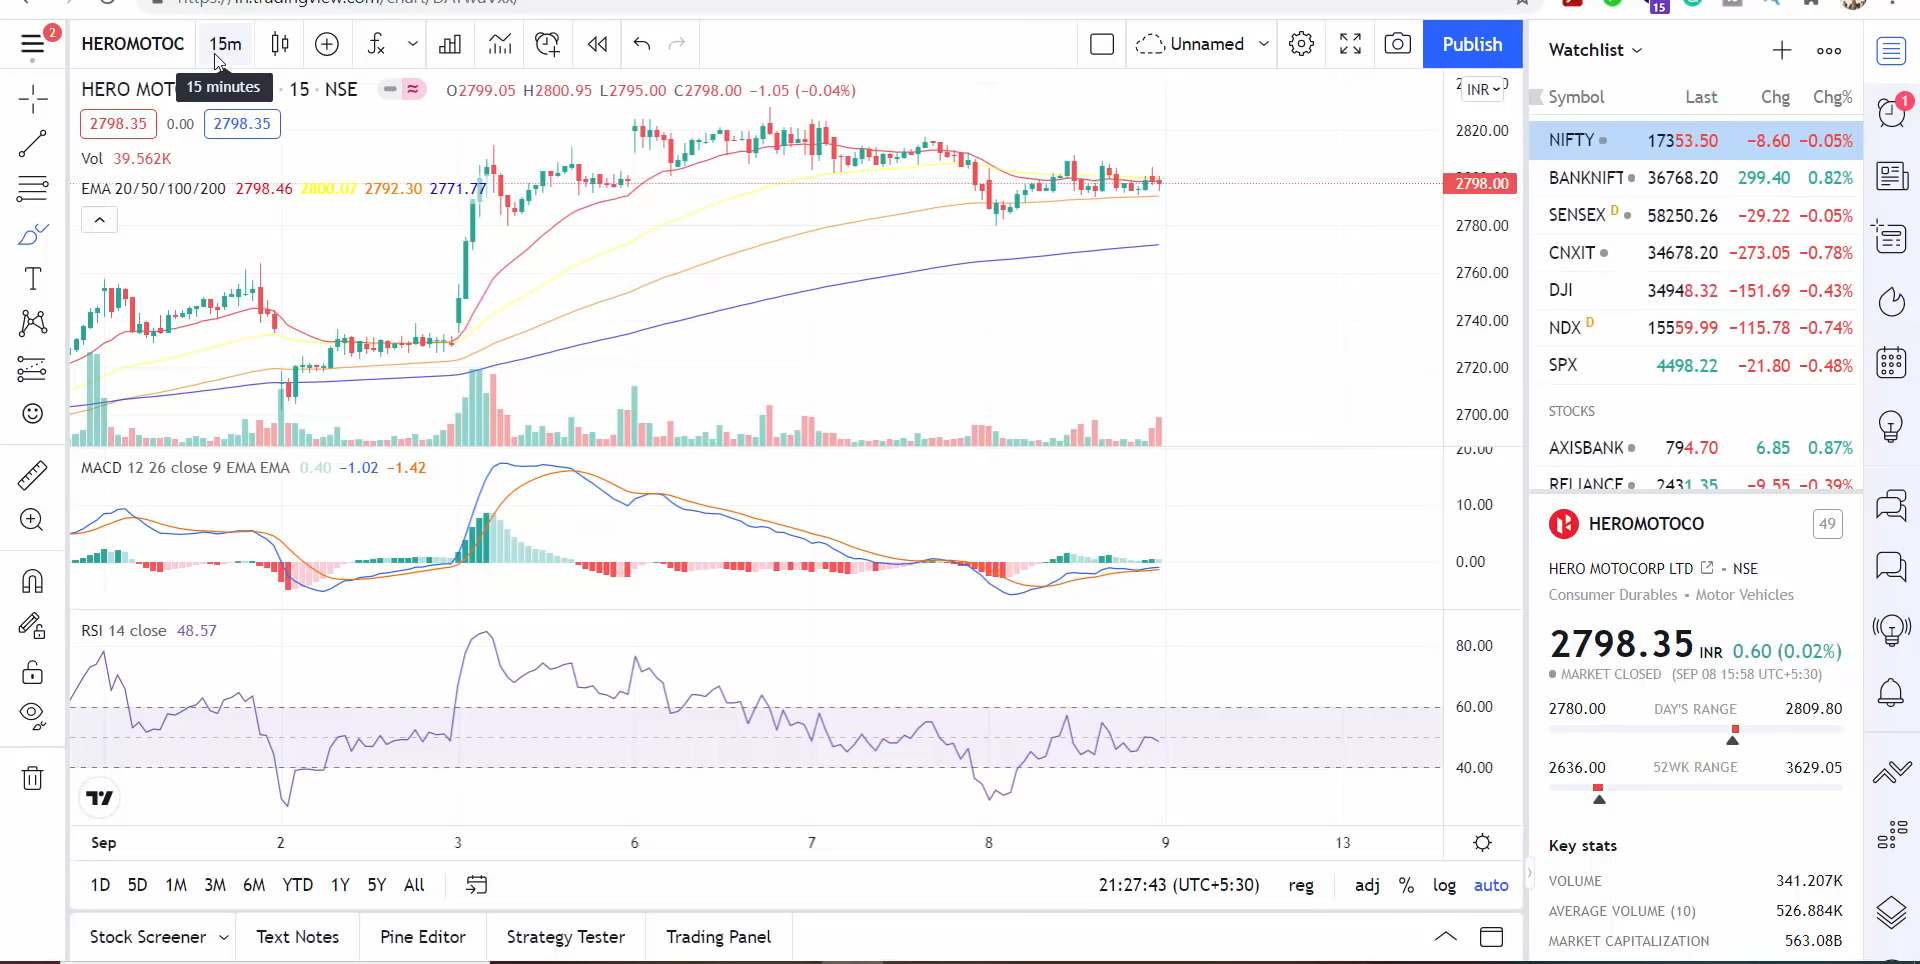 15
2
HEROMOTOC 15m Unnamed Publish
15 minutes
HERO MOT · 15 · NSE O2799.05 H2800.95 L2795.00 C2798.00 −1.05 (−0.04%)
2798.35 0.00 2798.35
Vol 39.562K
EMA 20/50/100/200 2798.46 2800.07 2792.30 2771.77
INR
2820.00
2798.00
2780.00
2760.00
2740.00
2720.00
2700.00
MACD 12 26 close 9 EMA EMA 0.40 −1.02 −1.42
20.00
10.00
0.00
RSI 14 close 48.57
80.00
60.00
40.00
Sep 2 3 6 7 8 9 13
1D 5D 1M 3M 6M YTD 1Y 5Y All
21:27:43 (UTC+5:30) reg adj % log auto
Stock Screener Text Notes Pine Editor Strategy Tester Trading Panel
Watchlist
Symbol Last Chg Chg%
NIFTY 17353.50 −8.60 −0.05%
BANKNIFT 36768.20 299.40 0.82%
SENSEX D 58250.26 −29.22 −0.05%
CNXIT 34678.20 −273.05 −0.78%
DJI 34948.32 −151.69 −0.43%
NDX D 15559.99 −115.78 −0.74%
SPX 4498.22 −21.80 −0.48%
STOCKS
AXISBANK 794.70 6.85 0.87%
RELIANCE 2431.35 −9.55 −0.39%
HEROMOTOCO 49
HERO MOTOCORP LTD • NSE
Consumer Durables • Motor Vehicles
2798.35 INR 0.60 (0.02%)
MARKET CLOSED (SEP 08 15:58 UTC+5:30)
2780.00 DAY'S RANGE 2809.80
2636.00 52WK RANGE 3629.05
Key stats
VOLUME 341.207K
AVERAGE VOLUME (10) 526.884K
MARKET CAPITALIZATION 563.08B
1